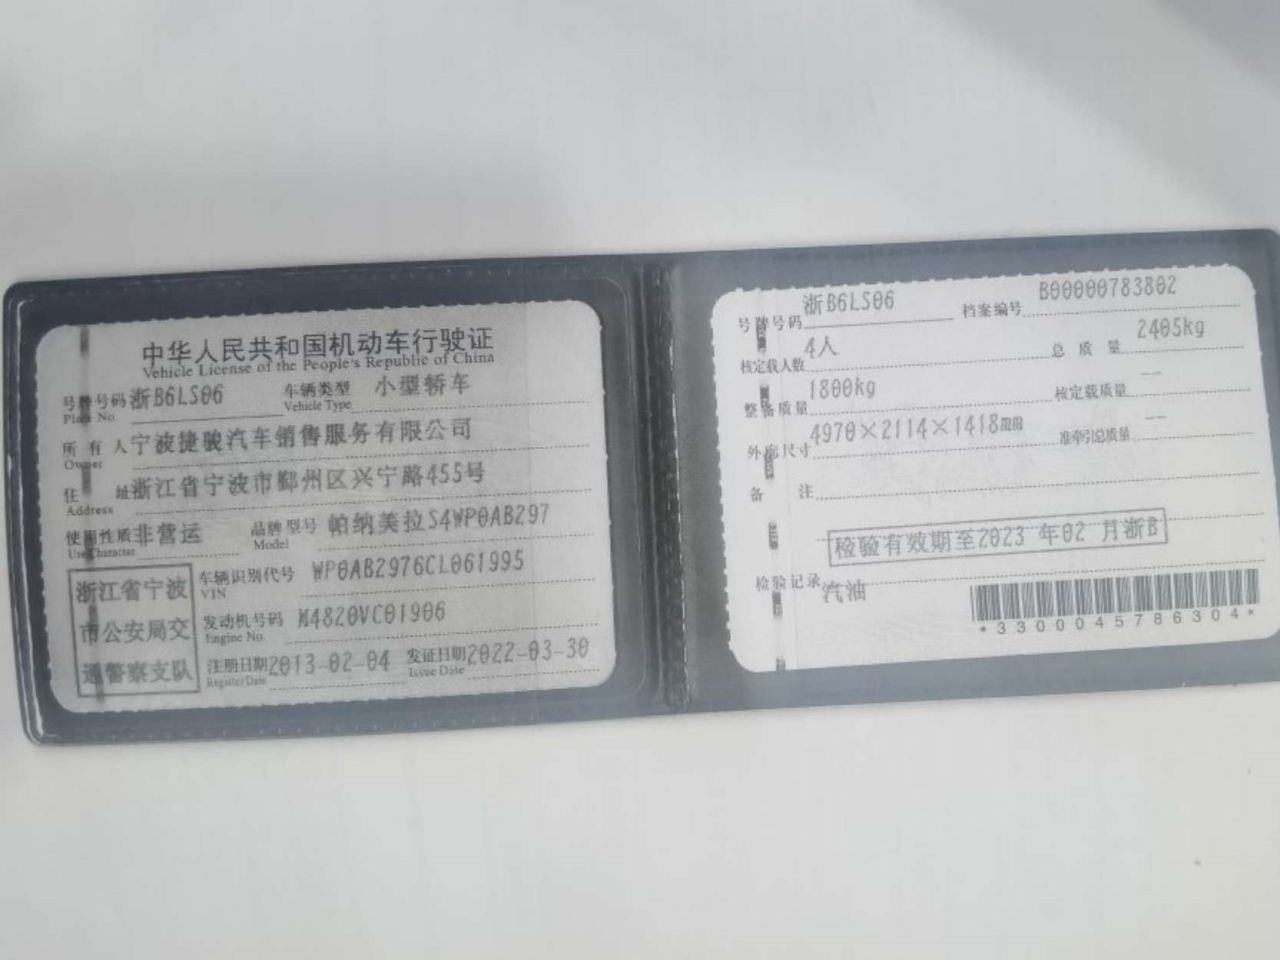 中华人民共和国机动车行驶证
Vehicle License of the People's Republic of China
号牌号码 浙B6LS06 车辆类型 小型轿车
Plate No. Vehicle Type
所有人 宁波捷骏汽车销售服务有限公司
Owner
住址 浙江省宁波市鄞州区兴宁路455号
Address
使用性质 非营运 品牌型号 帕纳美拉S4WP0AB297
Use Character Model
浙江省宁波
市公安局交
通警察支队
车辆识别代号 WP0AB2976CL061995
VIN
发动机号码 M4820VC01906
Engine No.
注册日期 2013-02-04 发证日期 2022-03-30
Register Date Issue Date
号牌号码 浙B6LS06 档案编号 B00000783802
核定载人数 4人 总质量 2405kg
整备质量 1800kg 核定载质量 --
外廓尺寸 4970×2114×1418mm 准牵引总质量 --
备注
检验有效期至2023年02月浙B
检验记录 汽油
*3300045786304*